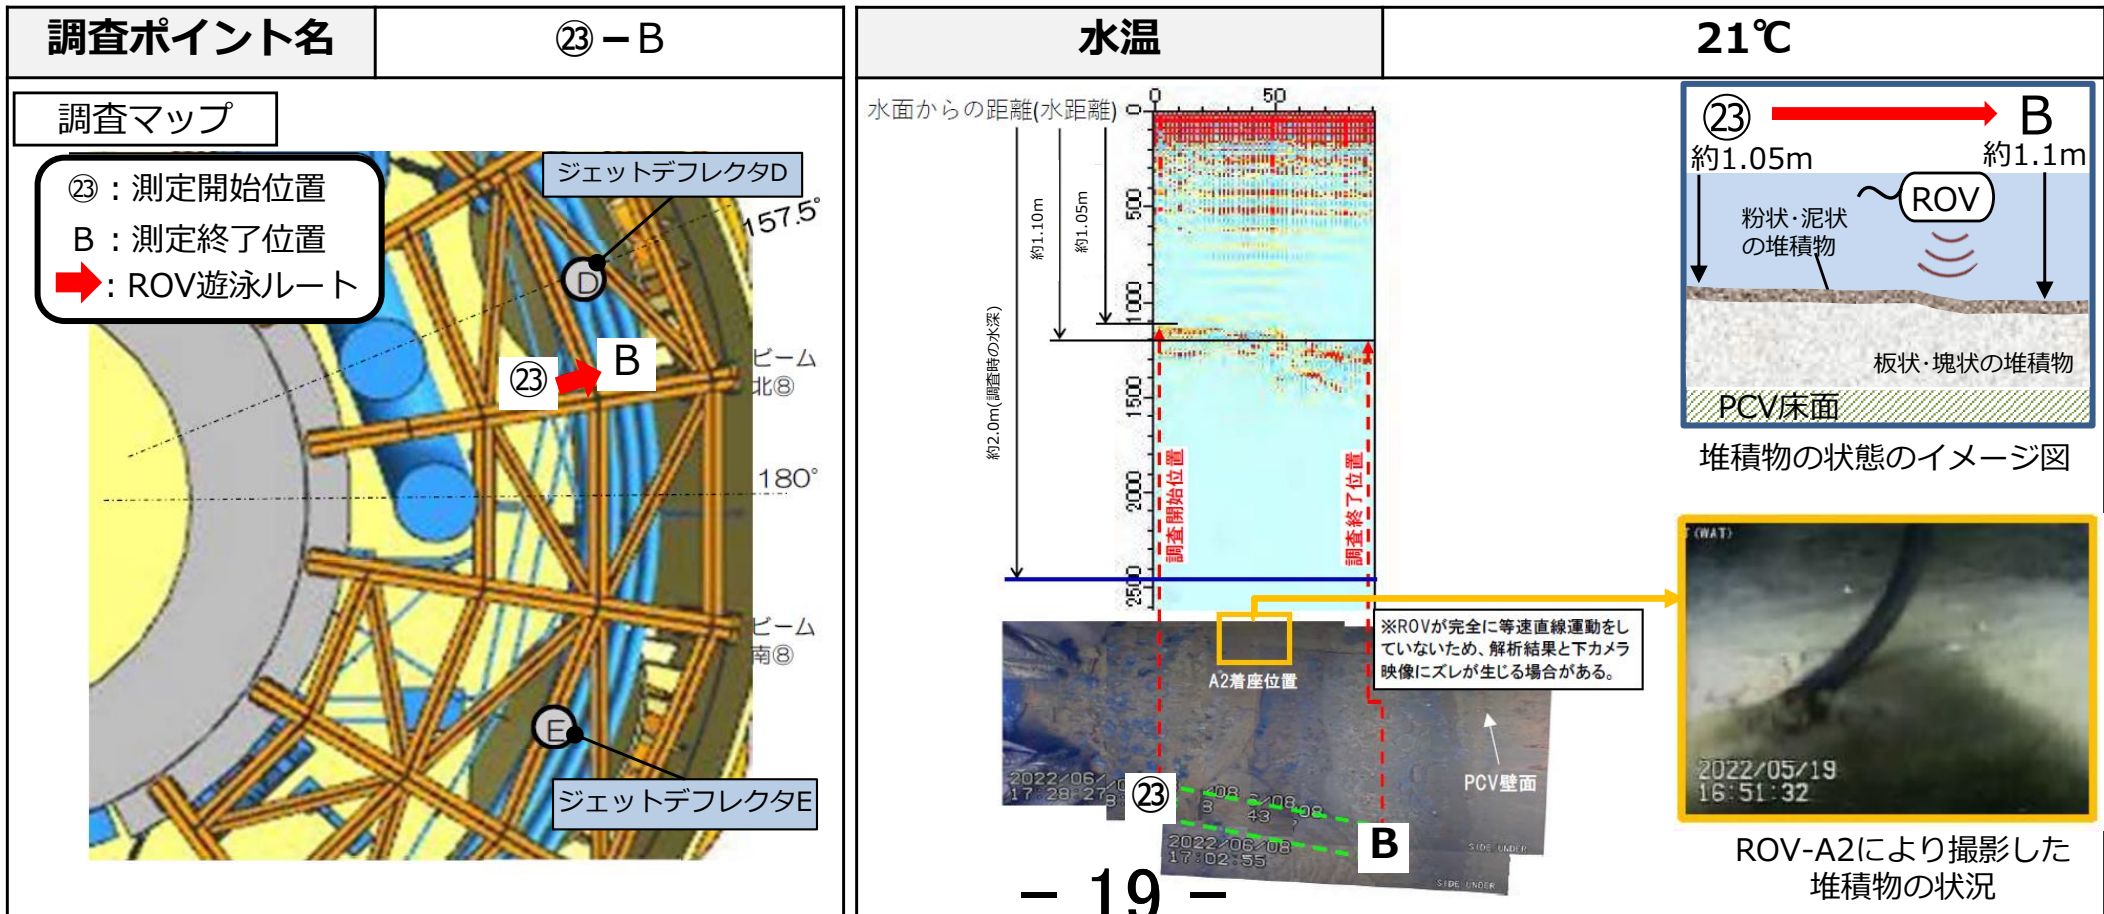 調査ポイント名
㉓－B
調査マップ
㉓：測定開始位置
B：測定終了位置
：ROV遊泳ルート
ジェットデフレクタD
157.5°
D
㉓
B
ビーム
北⑧
180°
ビーム
南⑧
E
ジェットデフレクタE
水温
21℃
水面からの距離(水距離)
0
50
0
500
1000
1500
2000
2500
約1.10m
約1.05m
約2.0m(調査時の水深)
調査開始位置
調査終了位置
㉓
B
約1.05m
約1.1m
ROV
粉状･泥状
の堆積物
板状･塊状の堆積物
PCV床面
堆積物の状態のイメージ図
※ROVが完全に等速直線運動をし
ていないため、解析結果と下カメラ
映像にズレが生じる場合がある。
A2着座位置
PCV壁面
2022/06/
17:28:27
㉓
B
2022/06/08
17:02:55
SIDE UNDER
SIDE UNDER
(WAT)
2022/05/19
16:51:32
ROV-A2により撮影した
堆積物の状況
－ 19 －